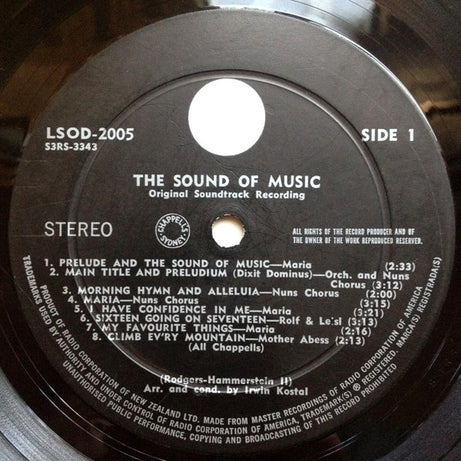 LSOD-2005
S3RS-3343
SIDE 1
THE SOUND OF MUSIC
Original Soundtrack Recording
STEREO
CHAPPELL'S
SYDNEY
ALL RIGHTS OF THE RECORD PRODUCER AND OF
THE OWNER OF THE WORK REPRODUCED RESERVED.
1. PRELUDE AND THE SOUND OF MUSIC—Maria (2:33)
2. MAIN TITLE AND PRELUDIUM (Dixit Dominus)—Orch. and Nuns
Chorus (3:12)
3. MORNING HYMN AND ALLELUIA—Nuns Chorus (2:00)
4. MARIA—Nuns Chorus (3:15)
5. I HAVE CONFIDENCE IN ME—Maria (3:21)
6. SIXTEEN GOING ON SEVENTEEN—Rolf & Le'sl (3:13)
7. MY FAVOURITE THINGS—Maria (2:16)
8. CLIMB EV'RY MOUNTAIN—Mother Abess (2:13)
(All Chappells)
(Rodgers-Hammerstein II)
Arr. and cond. by Irwin Kostal
PRODUCT OF RADIO CORPORATION OF NEW ZEALAND LTD. MADE FROM MASTER RECORDINGS OF RADIO CORPORATION OF AMERICA
TRADEMARKS USED BY AUTHORITY AND UNDER CONTROL OF RADIO CORPORATION OF AMERICA, TRADEMARK(S) ® REGISTERED. MARCA(S) REGISTRADA(S)
UNAUTHORISED PUBLIC PERFORMANCE, COPYING AND BROADCASTING OF THIS RECORD PROHIBITED